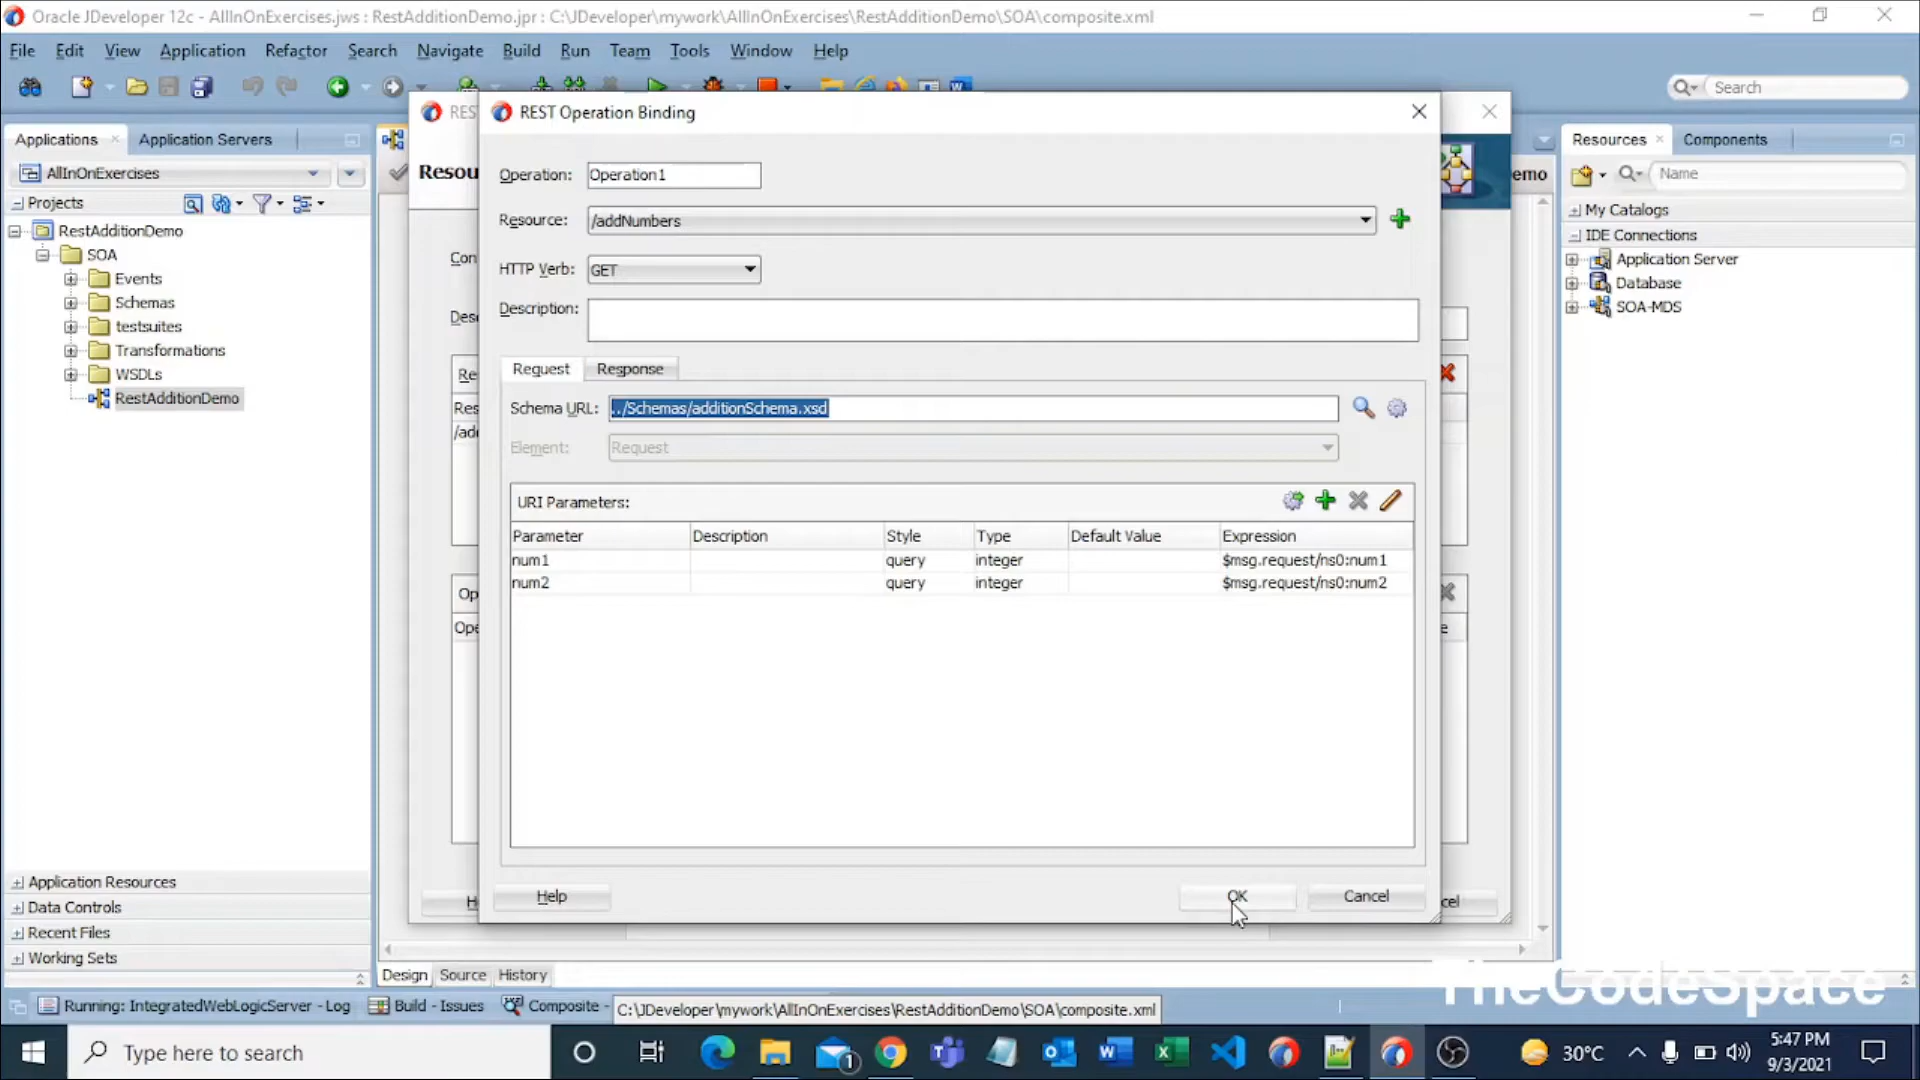 Oracle JDeveloper 12c - AllInOnExercises.jws : RestAdditionDemo.jpr : C:\JDeveloper\mywork\AllInOnExercises\RestAdditionDemo\SOA\composite.xml
File Edit View Application Refactor Search Navigate Build Run Team Tools Window Help
Search
Applications Application Servers
AllInOnExercises
Projects
RestAdditionDemo
SOA
Events
Schemas
testsuites
Transformations
WSDLs
RestAdditionDemo
Application Resources
Data Controls
Recent Files
Working Sets
REST Operation Binding
Operation: Operation1
Resource: /addNumbers
HTTP Verb: GET
Description:
Request Response
Schema URL: ../Schemas/additionSchema.xsd
Element: Request
URI Parameters:
Parameter Description Style Type Default Value Expression
num1 query integer $msg.request/ns0:num1
num2 query integer $msg.request/ns0:num2
Help OK Cancel
Resources Components
Name
My Catalogs
IDE Connections
Application Server
Database
SOA-MDS
Design Source History
TheCodeSpace
Running: IntegratedWebLogicServer - Log Build - Issues Composite -
C:\JDeveloper\mywork\AllInOnExercises\RestAdditionDemo\SOA\composite.xml
Type here to search
1
30°C
5:47 PM
9/3/2021